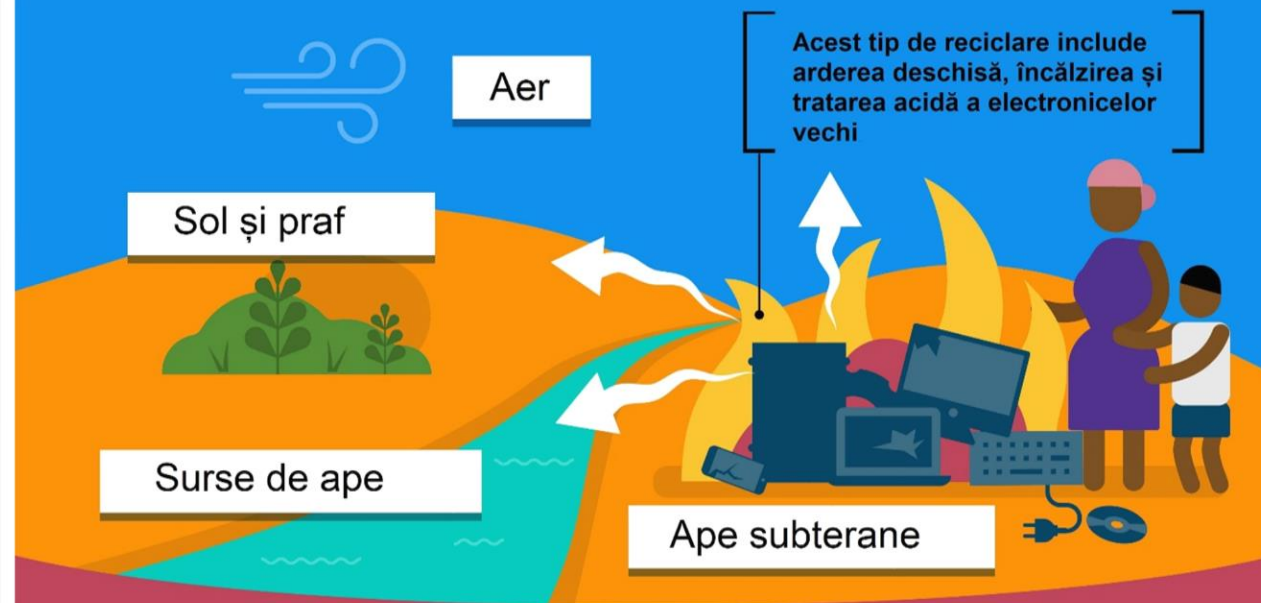 Aer
Acest tip de reciclare include
arderea deschisă, încălzirea și
tratarea acidă a electronicelor
vechi
Sol și praf
Surse de ape
Ape subterane